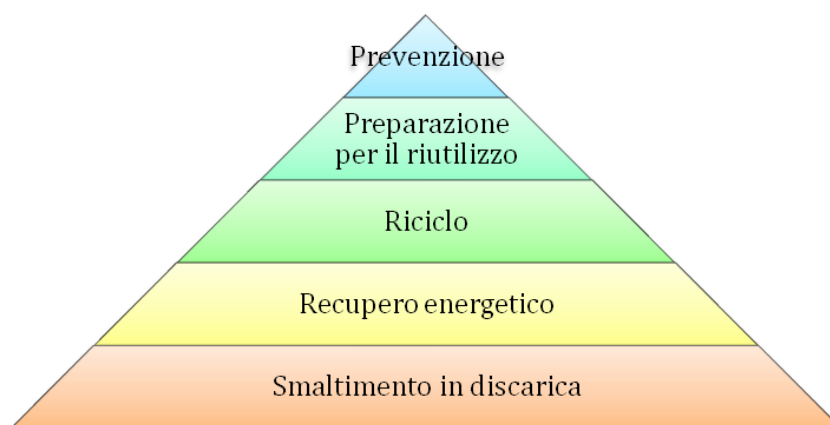 Prevenzione
Preparazione
per il riutilizzo
Riciclo
Recupero energetico
Smaltimento in discarica